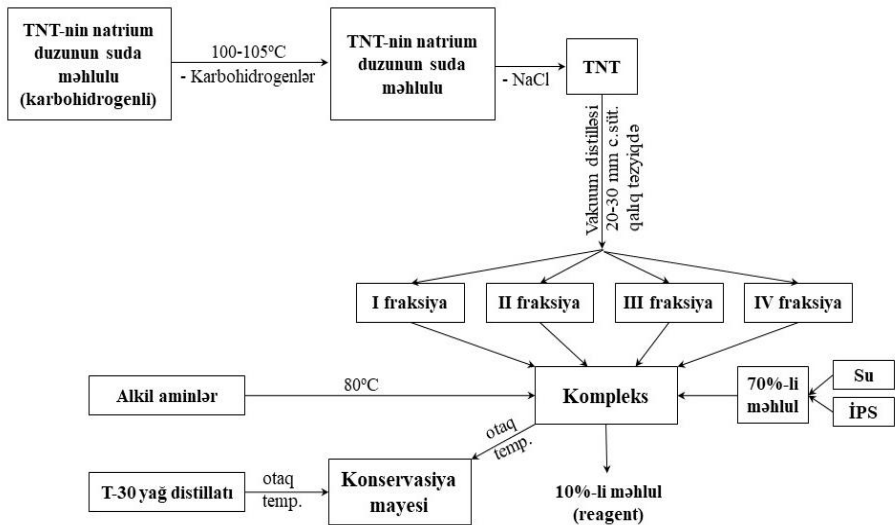 TNT-nin natrium
duzunun suda
məhlulu
(karbohidrogenli)
100-105ºC
- Karbohidrogenlər
TNT-nin natrium
duzunun suda
məhlulu
- NaCl
TNT
Vakuum distilləsi
20-30 mm c.süt.
qalıq təzyiqdə
I fraksiya
II fraksiya
III fraksiya
IV fraksiya
Alkil aminlər
80ºC
Kompleks
70%-li
məhlul
Su
İPS
otaq
temp.
T-30 yağ distillatı
otaq
temp.
Konservasiya
mayesi
10%-li məhlul
(reagent)